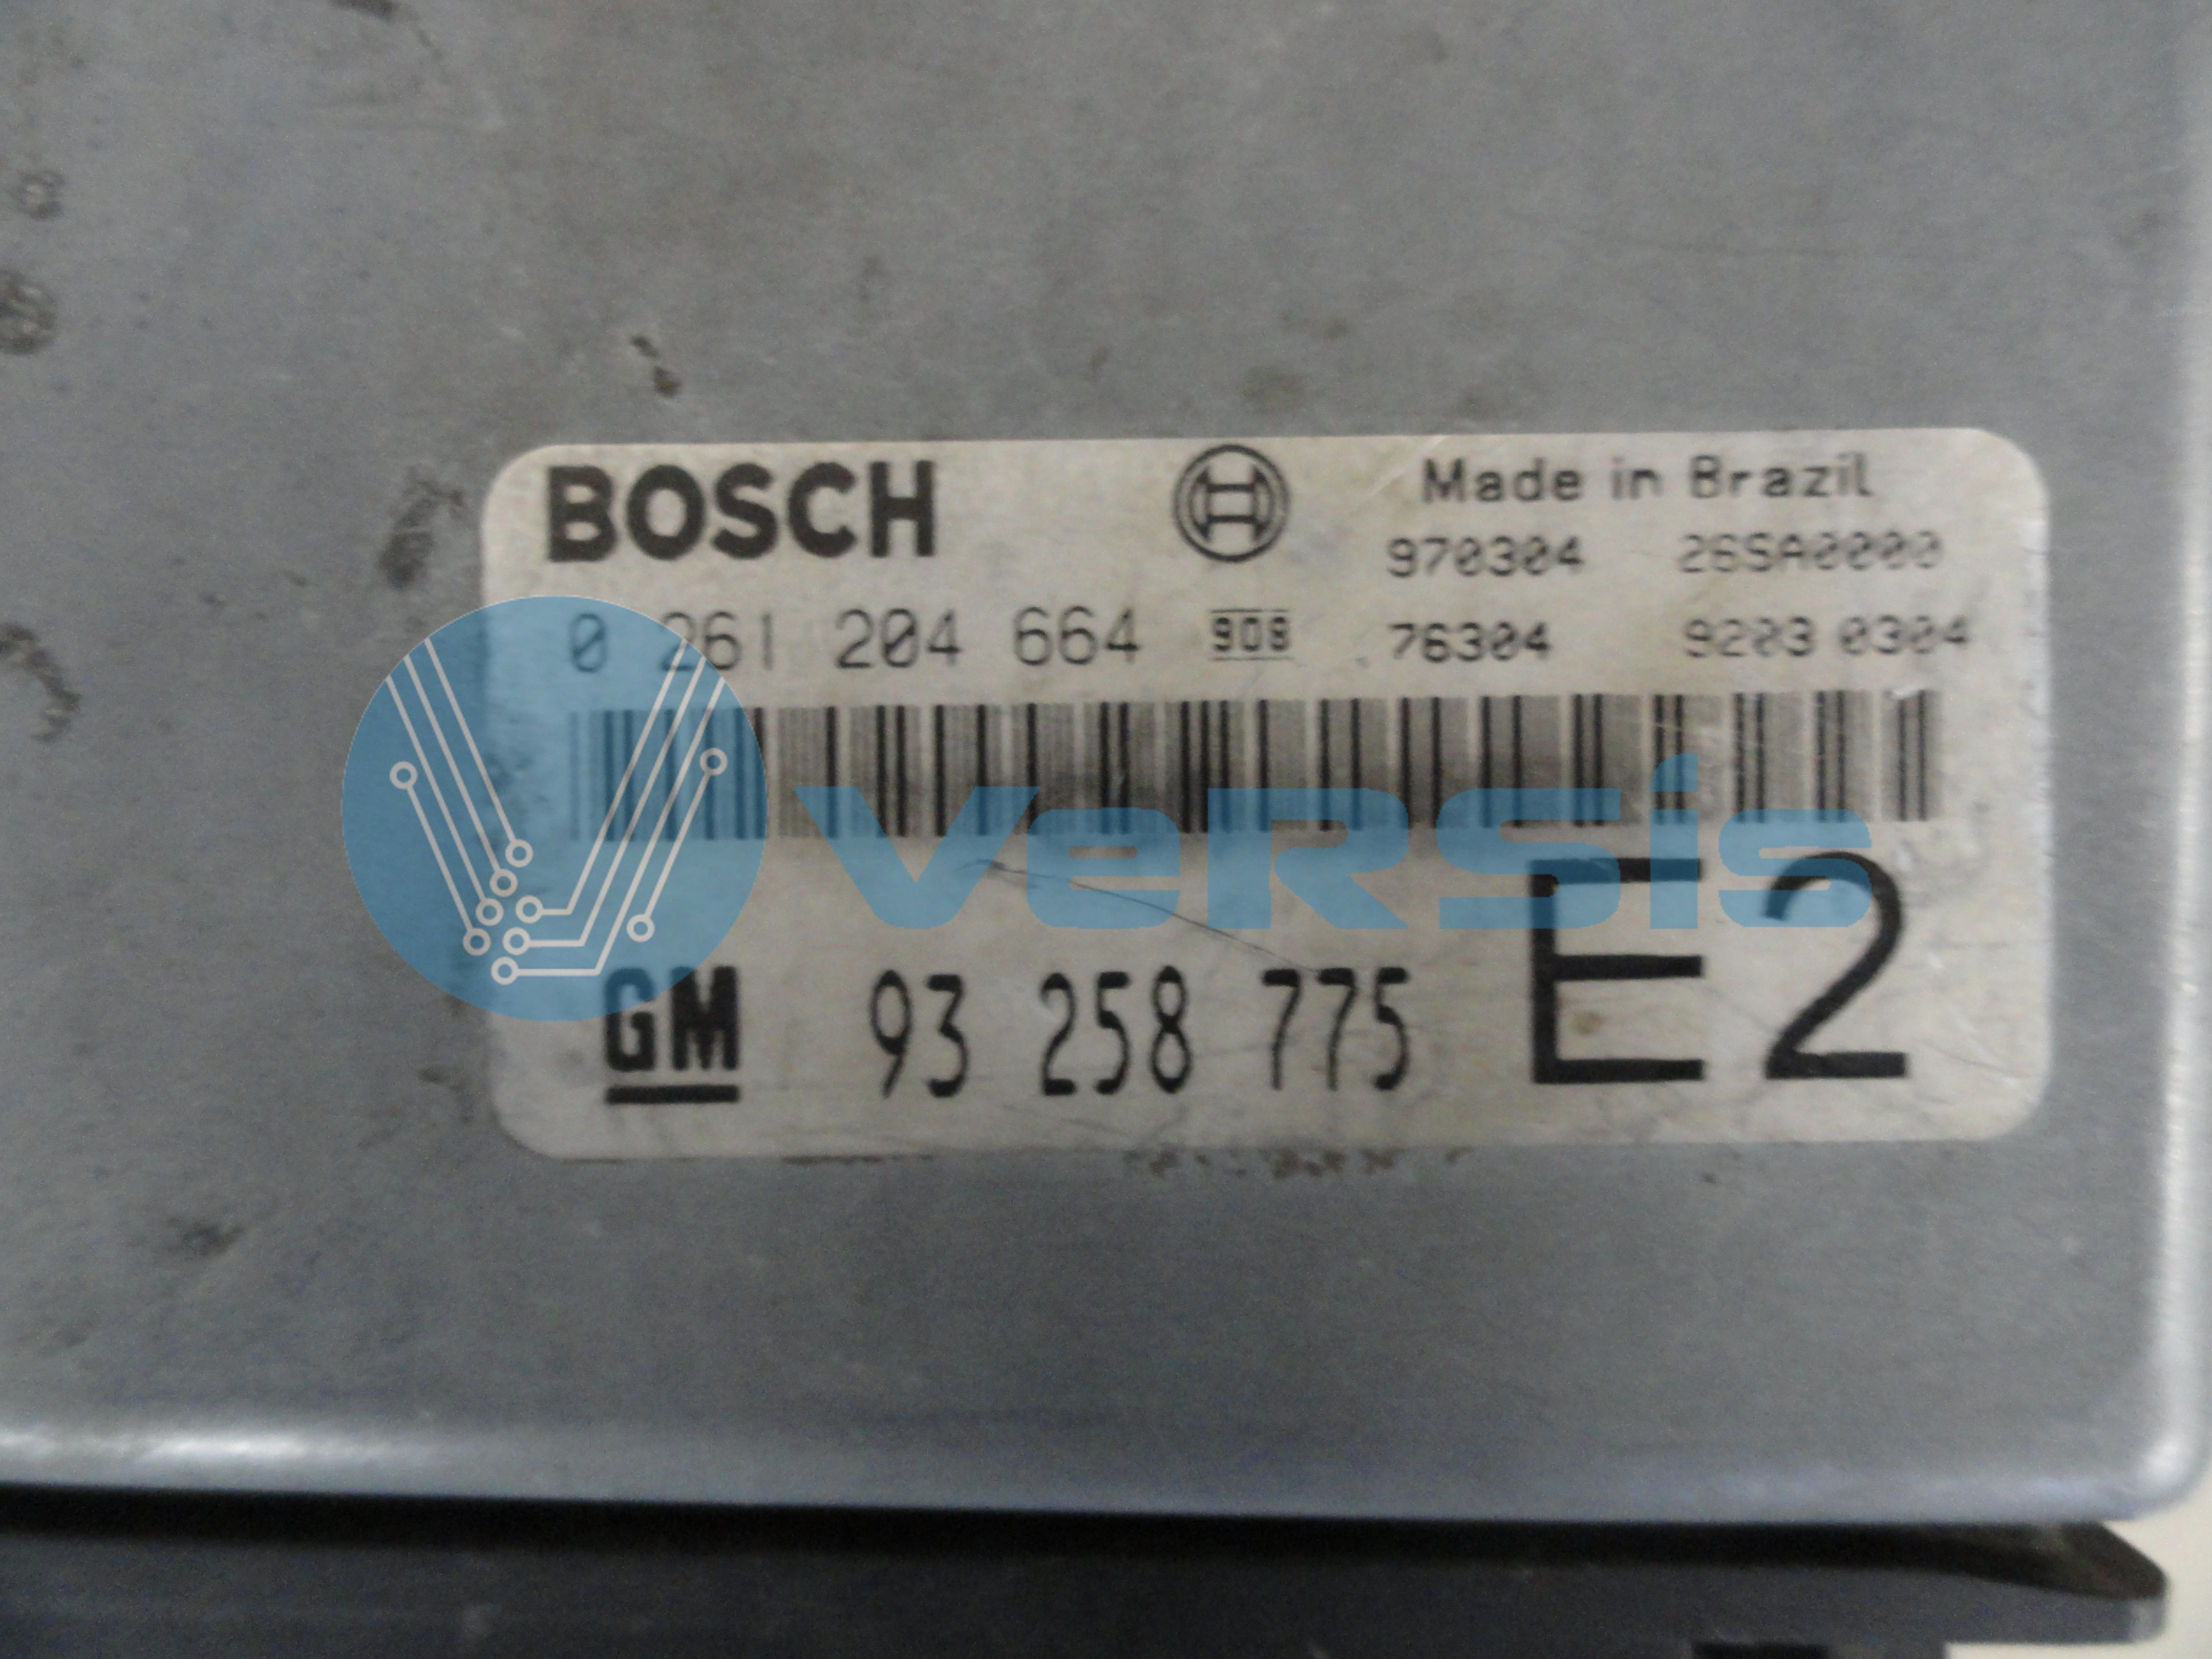 BOSCH
Made in Brazil
970304 26SA0000
0 261 204 664 908 76304 9203 0304
VeRSis
GM 93 258 775 E2